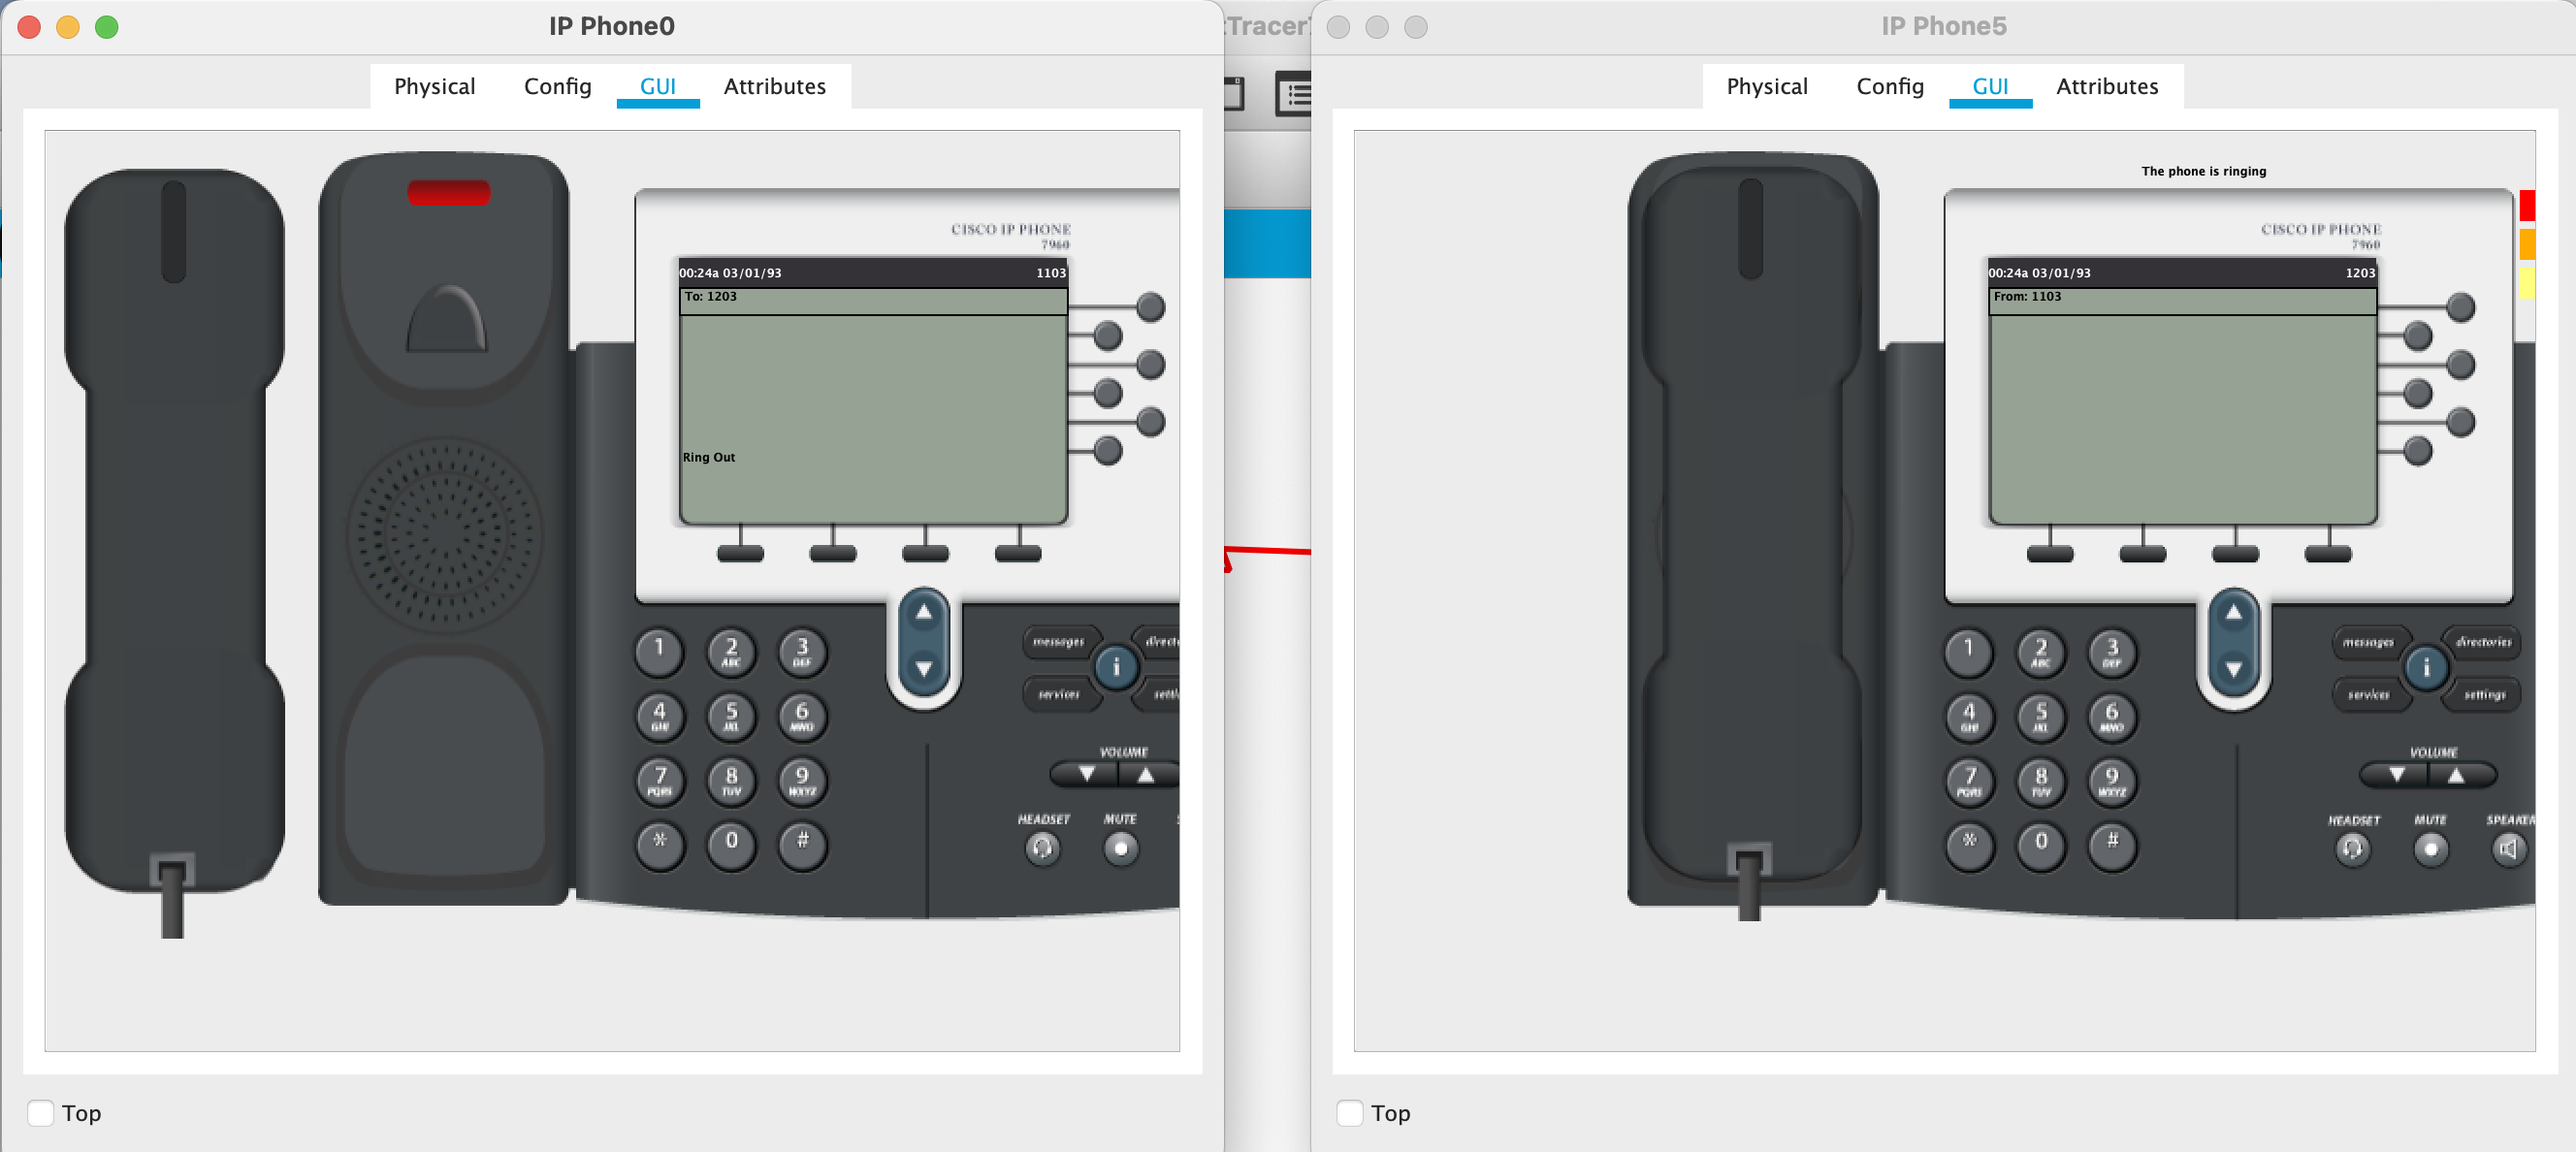 IP Phone0
Physical Config GUI Attributes
CISCO IP PHONE
7960
00:24a 03/01/93 1103
To: 1203
Ring Out
1
2 ABC
3 DEF
4 GHI
5 JKL
6 MNO
7 PQRS
8 TUV
9 WXYZ
*
0
#
messages
i
services
VOLUME
HEADSET MUTE
Top
Tracer
IP Phone5
Physical Config GUI Attributes
The phone is ringing
CISCO IP PHONE
7960
00:24a 03/01/93 1203
From: 1103
1
2 ABC
3 DEF
4 GHI
5 JKL
6 MNO
7 PQRS
8 TUV
9 WXYZ
*
0
#
messages directories
i
services settings
VOLUME
HEADSET MUTE SPEAKER
Top